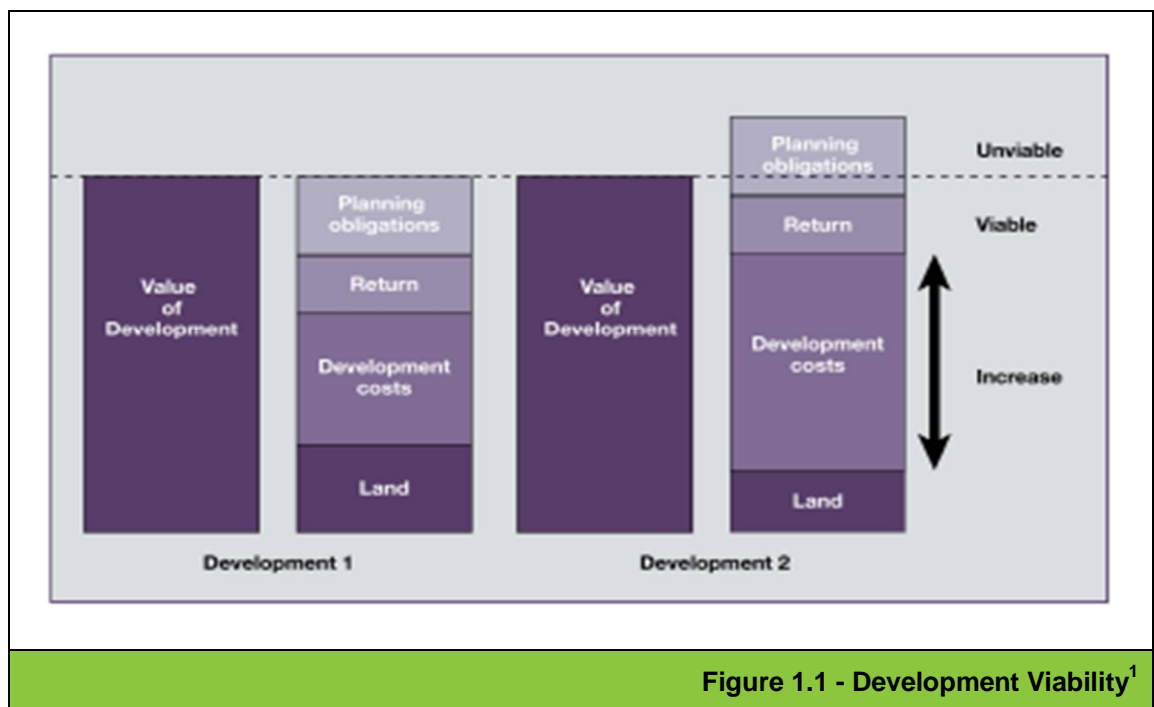 Planning
obligations
Unviable
Planning
obligations
Return
Viable
Value
of
Development
Return
Value
of
Development
Development
costs
Development
costs
Increase
Land
Land
Development 1
Development 2
Figure 1.1 - Development Viability¹